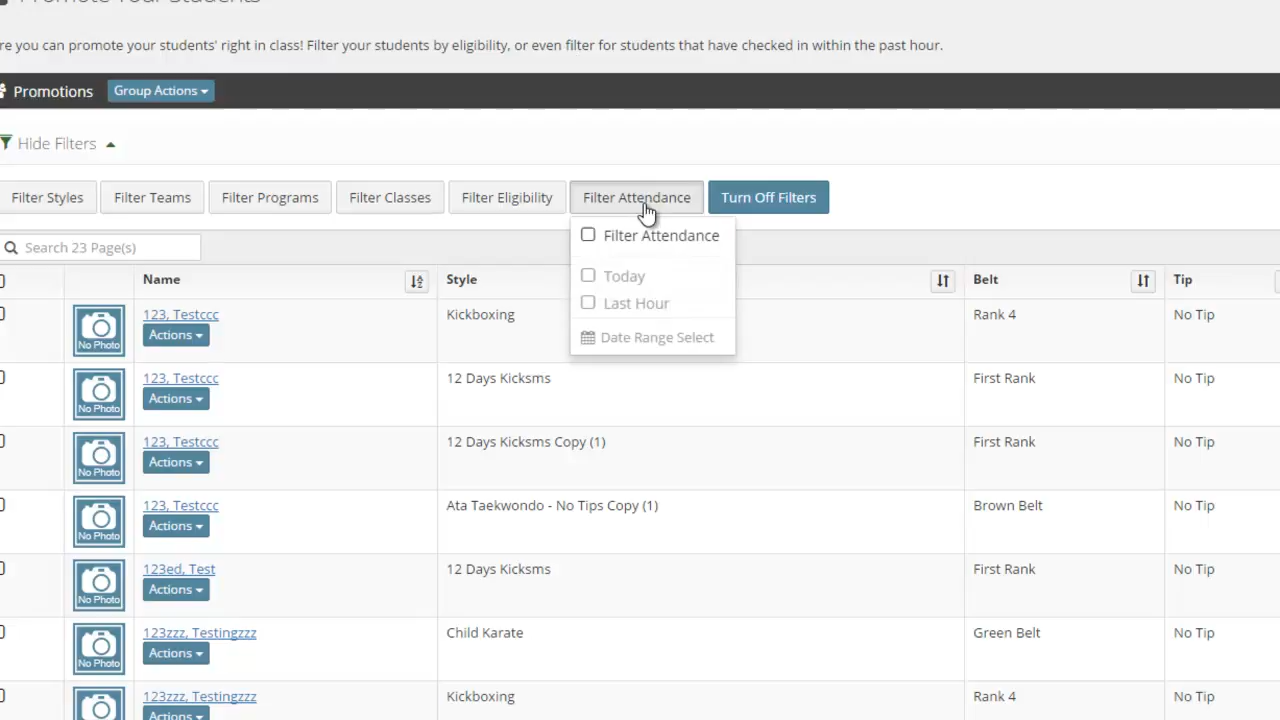 Promote Your Students
re you can promote your students' right in class! Filter your students by eligibility, or even filter for students that have checked in within the past hour.
Promotions Group Actions
Hide Filters
Filter Styles Filter Teams Filter Programs Filter Classes Filter Eligibility Filter Attendance Turn Off Filters
Filter Attendance
Search 23 Page(s)
Today
Last Hour
Date Range Select
Name Style Belt Tip
No Photo 123, Testccc Actions Kickboxing Rank 4 No Tip
No Photo 123, Testccc Actions 12 Days Kicksms First Rank No Tip
No Photo 123, Testccc Actions 12 Days Kicksms Copy (1) First Rank No Tip
No Photo 123, Testccc Actions Ata Taekwondo - No Tips Copy (1) Brown Belt No Tip
No Photo 123ed, Test Actions 12 Days Kicksms First Rank No Tip
No Photo 123zzz, Testingzzz Actions Child Karate Green Belt No Tip
123zzz, Testingzzz Actions Kickboxing Rank 4 No Tip